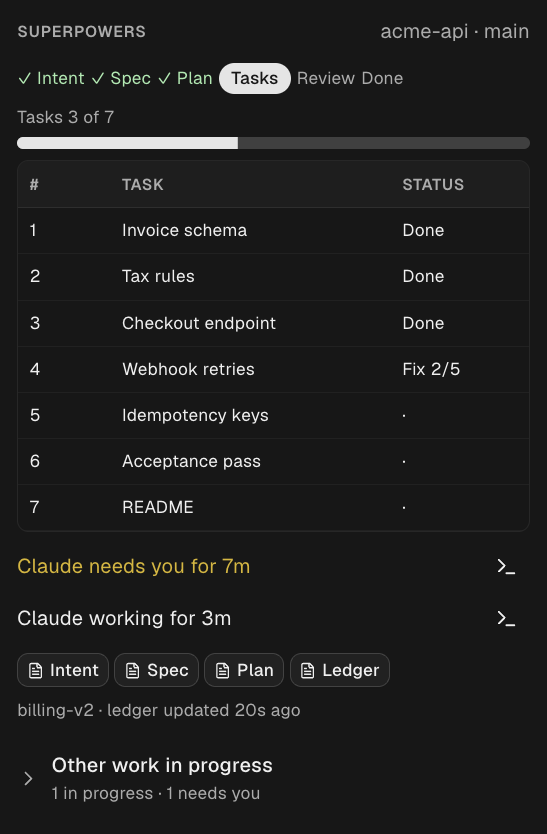 SUPERPOWERS acme-api · main
✓ Intent ✓ Spec ✓ Plan Tasks Review Done
Tasks 3 of 7
# TASK STATUS
1 Invoice schema Done
2 Tax rules Done
3 Checkout endpoint Done
4 Webhook retries Fix 2/5
5 Idempotency keys ·
6 Acceptance pass ·
7 README ·
Claude needs you for 7m
Claude working for 3m
Intent Spec Plan Ledger
billing-v2 · ledger updated 20s ago
Other work in progress
1 in progress · 1 needs you